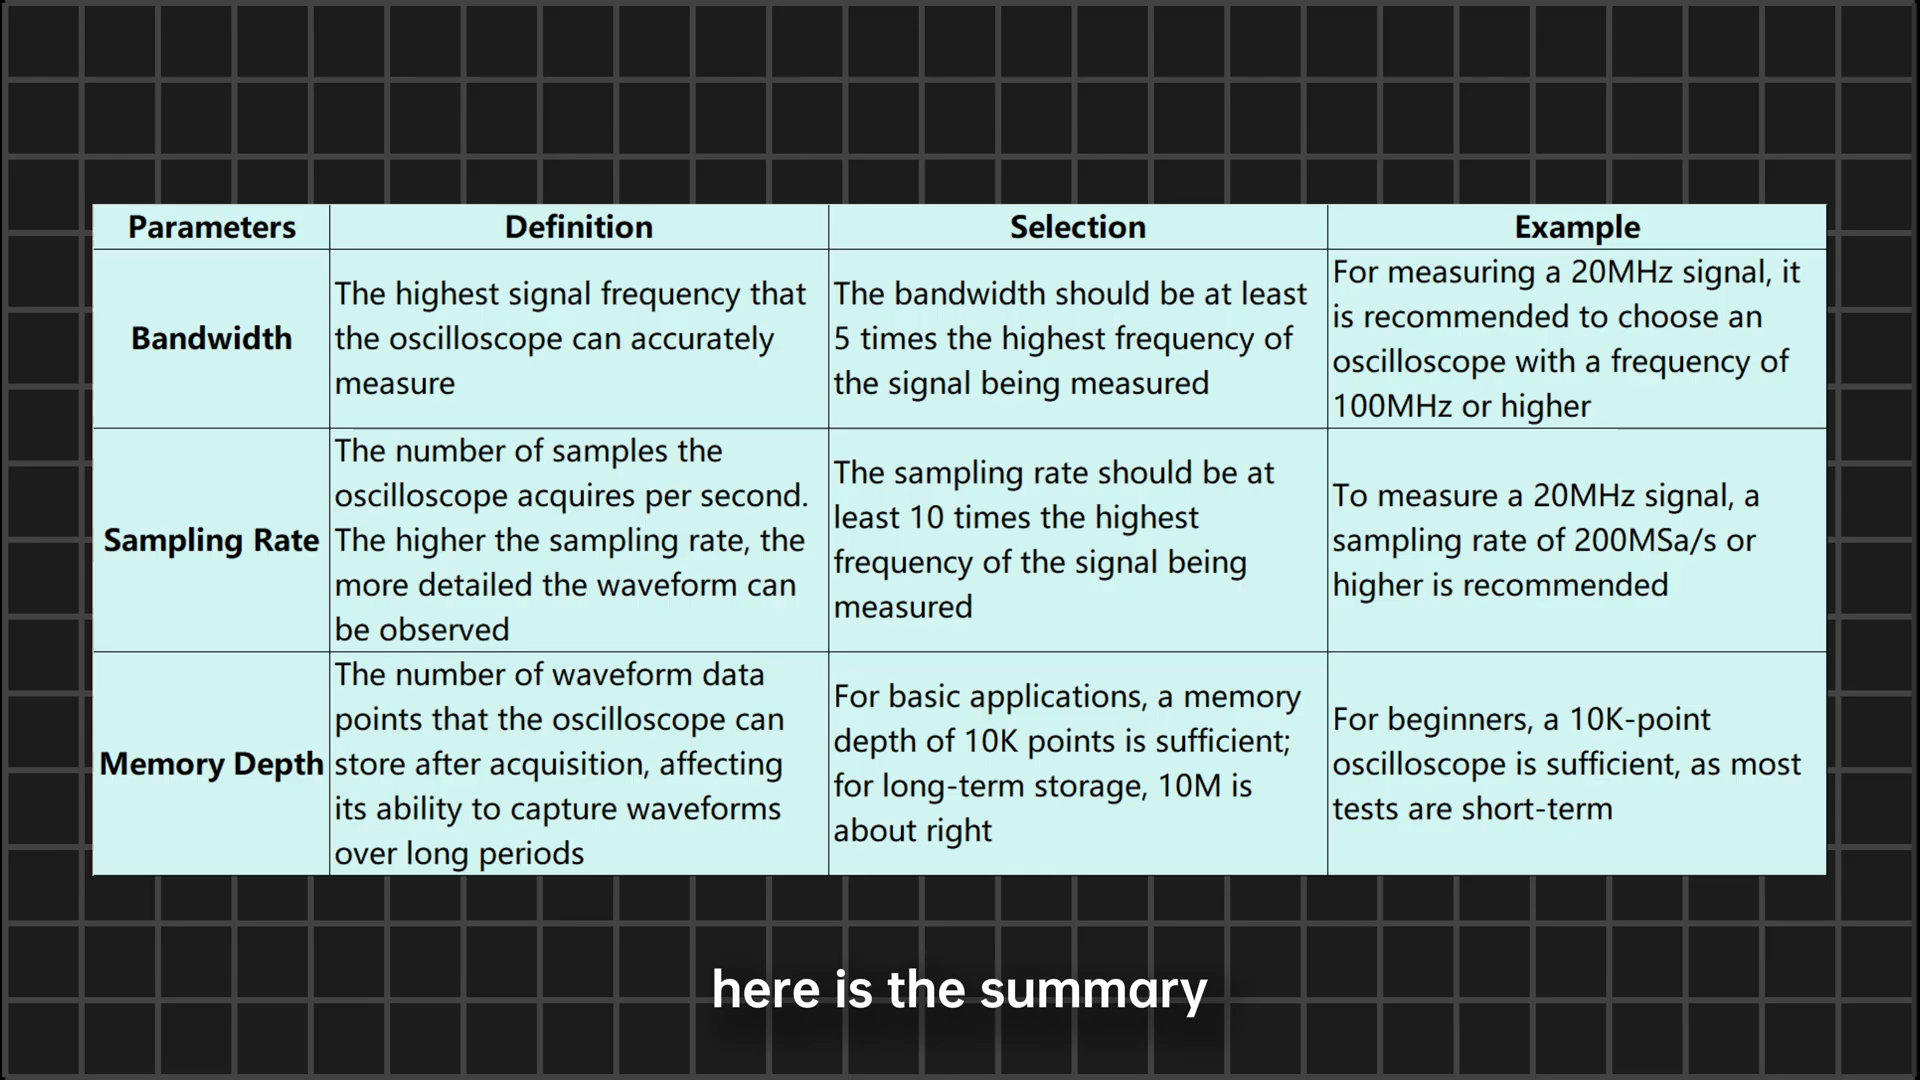 Parameters Definition Selection Example
Bandwidth
The highest signal frequency that
the oscilloscope can accurately
measure
The bandwidth should be at least
5 times the highest frequency of
the signal being measured
For measuring a 20MHz signal, it
is recommended to choose an
oscilloscope with a frequency of
100MHz or higher
Sampling Rate
The number of samples the
oscilloscope acquires per second.
The higher the sampling rate, the
more detailed the waveform can
be observed
The sampling rate should be at
least 10 times the highest
frequency of the signal being
measured
To measure a 20MHz signal, a
sampling rate of 200MSa/s or
higher is recommended
Memory Depth
The number of waveform data
points that the oscilloscope can
store after acquisition, affecting
its ability to capture waveforms
over long periods
For basic applications, a memory
depth of 10K points is sufficient;
for long-term storage, 10M is
about right
For beginners, a 10K-point
oscilloscope is sufficient, as most
tests are short-term
here is the summary